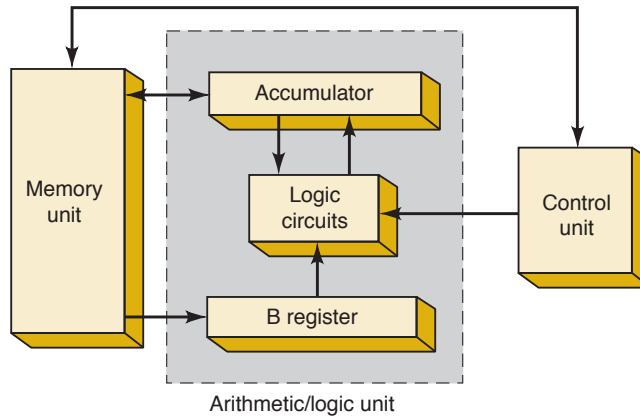 Accumulator
Memory
unit
Logic
circuits
Control
unit
B register
Arithmetic/logic unit